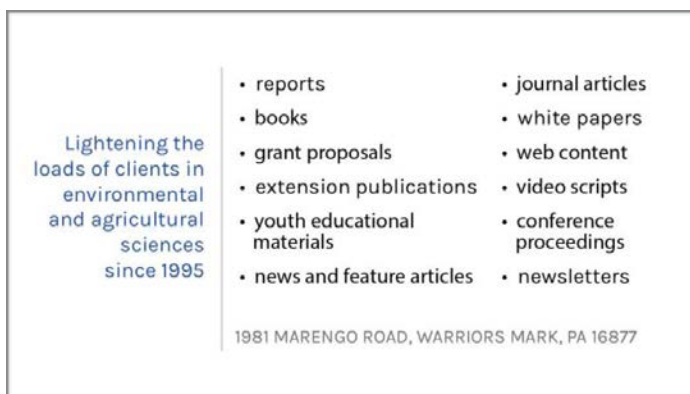 Lightening the
loads of clients in
environmental
and agricultural
sciences
since 1995
• reports
• books
• grant proposals
• extension publications
• youth educational
materials
• news and feature articles
• journal articles
• white papers
• web content
• video scripts
• conference
proceedings
• newsletters
1981 MARENGO ROAD, WARRIORS MARK, PA 16877